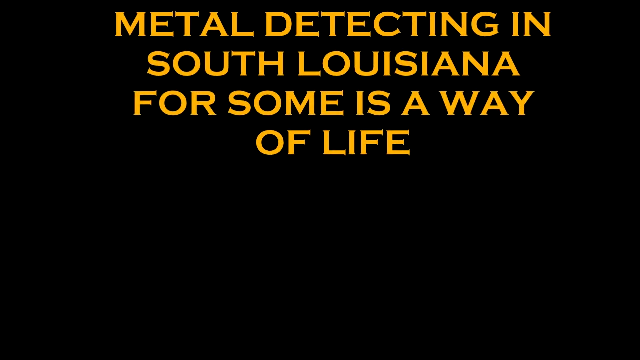 METAL DETECTING IN
SOUTH LOUISIANA
FOR SOME IS A WAY
OF LIFE